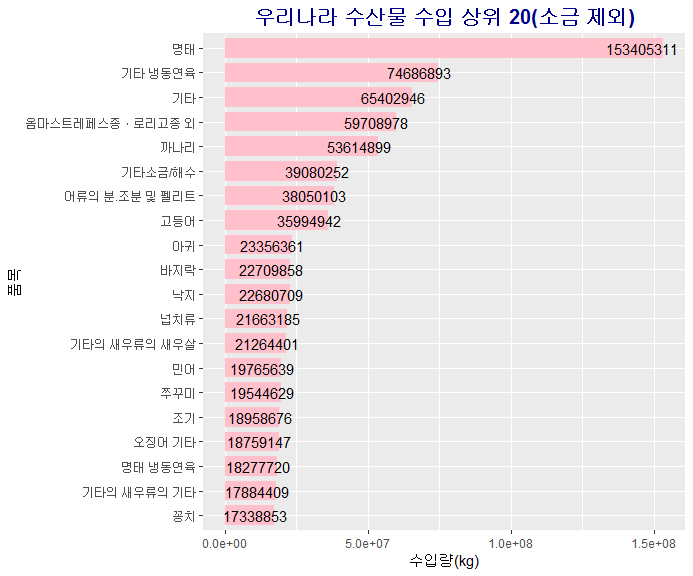 우리나라 수산물 수입 상위 20(소금 제외)
명태 153405311
기타 냉동연육 74686893
기타 65402946
옴마스트레페스종 · 로리고종 외 59708978
까나리 53614899
기타소금/해수 39080252
어류의 분.조분 및 펠리트 38050103
고등어 35994942
아귀 23356361
바지락 22709858
낙지 22680709
넙치류 21663185
기타의 새우류의 새우살 21264401
민어 19765639
쭈꾸미 19544629
조기 18958676
오징어 기타 18759147
명태 냉동연육 18277720
기타의 새우류의 기타 17884409
꽁치 17338853
품목
0.0e+00 5.0e+07 1.0e+08 1.5e+08
수입량(kg)